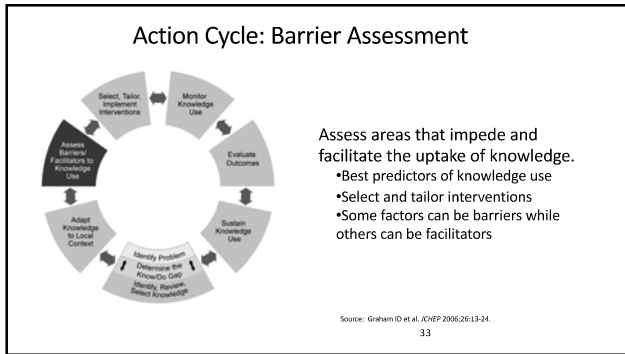 Action Cycle: Barrier Assessment
Select, Tailor,
Implement
Interventions
Monitor
Knowledge
Use
Assess
Barriers/
Facilitators to
Knowledge
Use
Evaluate
Outcomes
Adapt
Knowledge
to Local
Context
Sustain
Knowledge
Use
Identify Problem
Determine the
Know/Do Gap
Identify, Review,
Select Knowledge
Assess areas that impede and
facilitate the uptake of knowledge.
•Best predictors of knowledge use
•Select and tailor interventions
•Some factors can be barriers while
others can be facilitators
Source: Graham ID et al. JCHEP 2006;26:13-24.
33